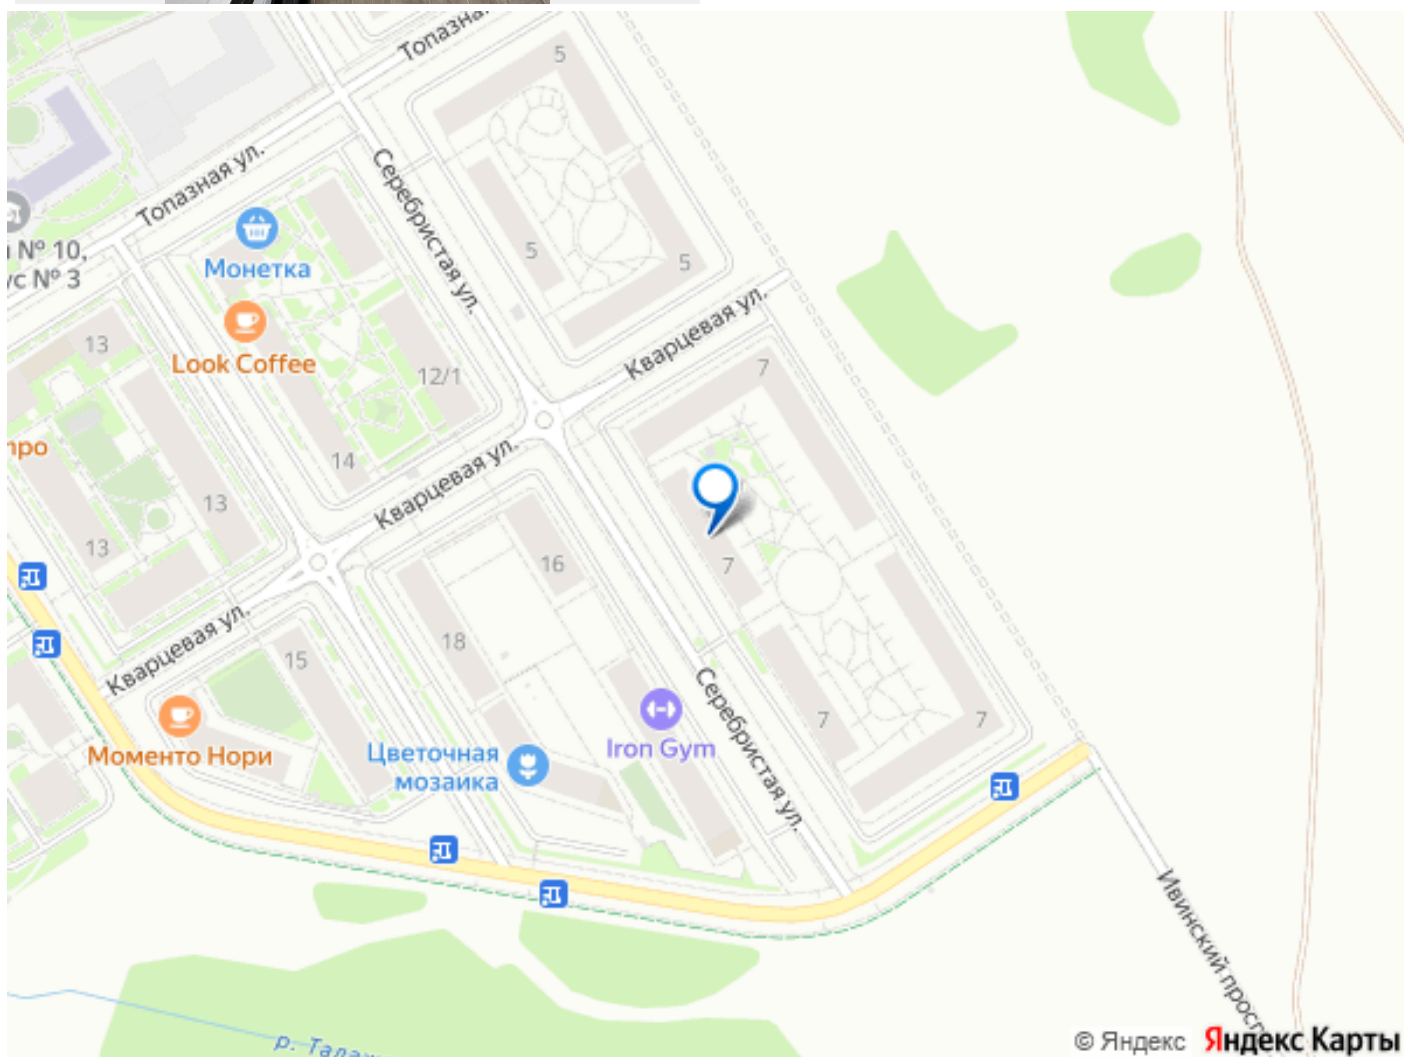 Топазна
5
Топазная ул.
Серебристая ул.
№ 10,
№ 3
Монетка
5
5
Look Coffee
Кварцевая ул.
13
12/1
7
про
14
Кварцевая ул.
13
13
16
7
18
Кварцевая ул.
15
Серебристая ул.
7
7
Моменто Нори
Цветочная
мозаика
Iron Gym
Ивинский просп
р. Талаж
© Яндекс Яндекс Карты